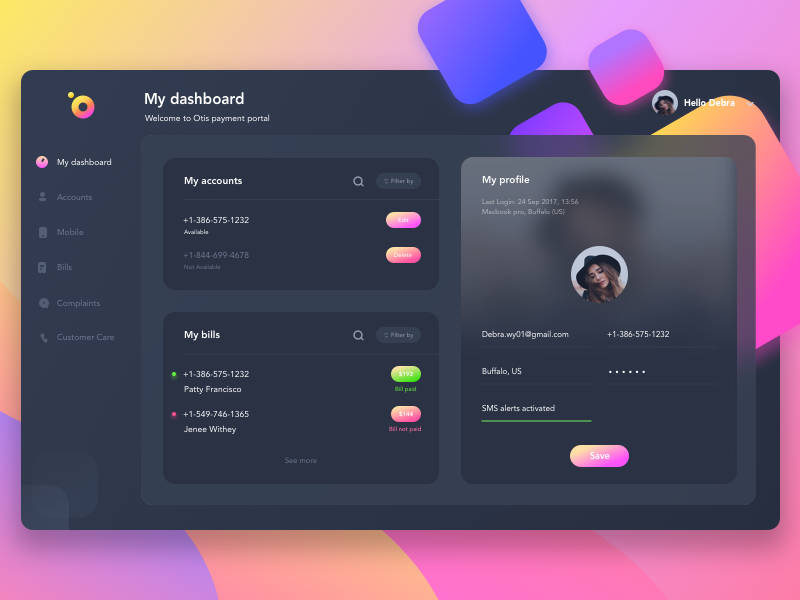 My dashboard
Welcome to Otis payment portal
Hello Debra
My dashboard
Accounts
Mobile
Bills
Complaints
Customer Care
My accounts
Filter by
+1-386-575-1232
Available
Edit
+1-844-699-4678
Not Available
Delete
My bills
Filter by
+1-386-575-1232
Patty Francisco
$192
Bill paid
+1-549-746-1365
Jenee Withey
$144
Bill not paid
See more
My profile
Last Login: 24 Sep 2017, 13:56
Macbook pro, Buffalo (US)
Debra.wy01@gmail.com
+1-386-575-1232
Buffalo, US
••••••
SMS alerts activated
Save